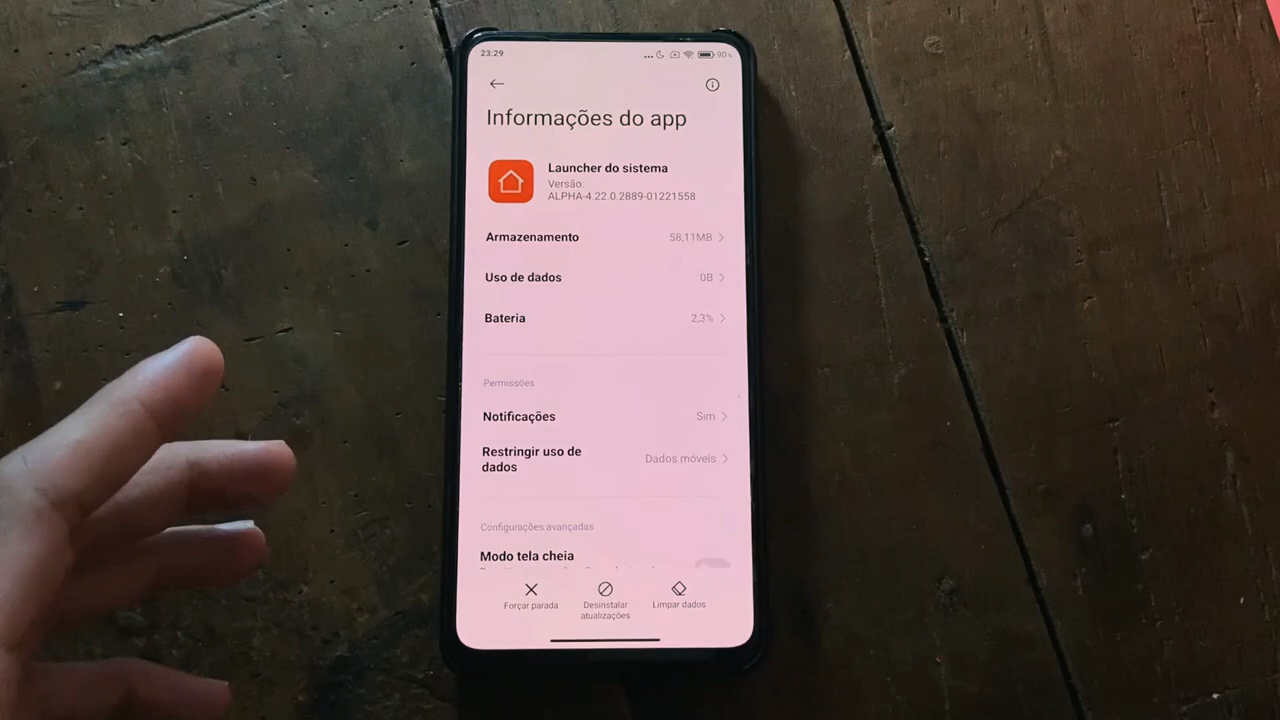 23:29
90%
Informações do app
Launcher do sistema
Versão:
ALPHA-4.22.0.2889-01221558
Armazenamento 58,11MB
Uso de dados 0B
Bateria 2,3%
Permissões
Notificações Sim
Restringir uso de
dados Dados móveis
Configurações avançadas
Modo tela cheia
Forçar parada
Desinstalar
atualizações
Limpar dados